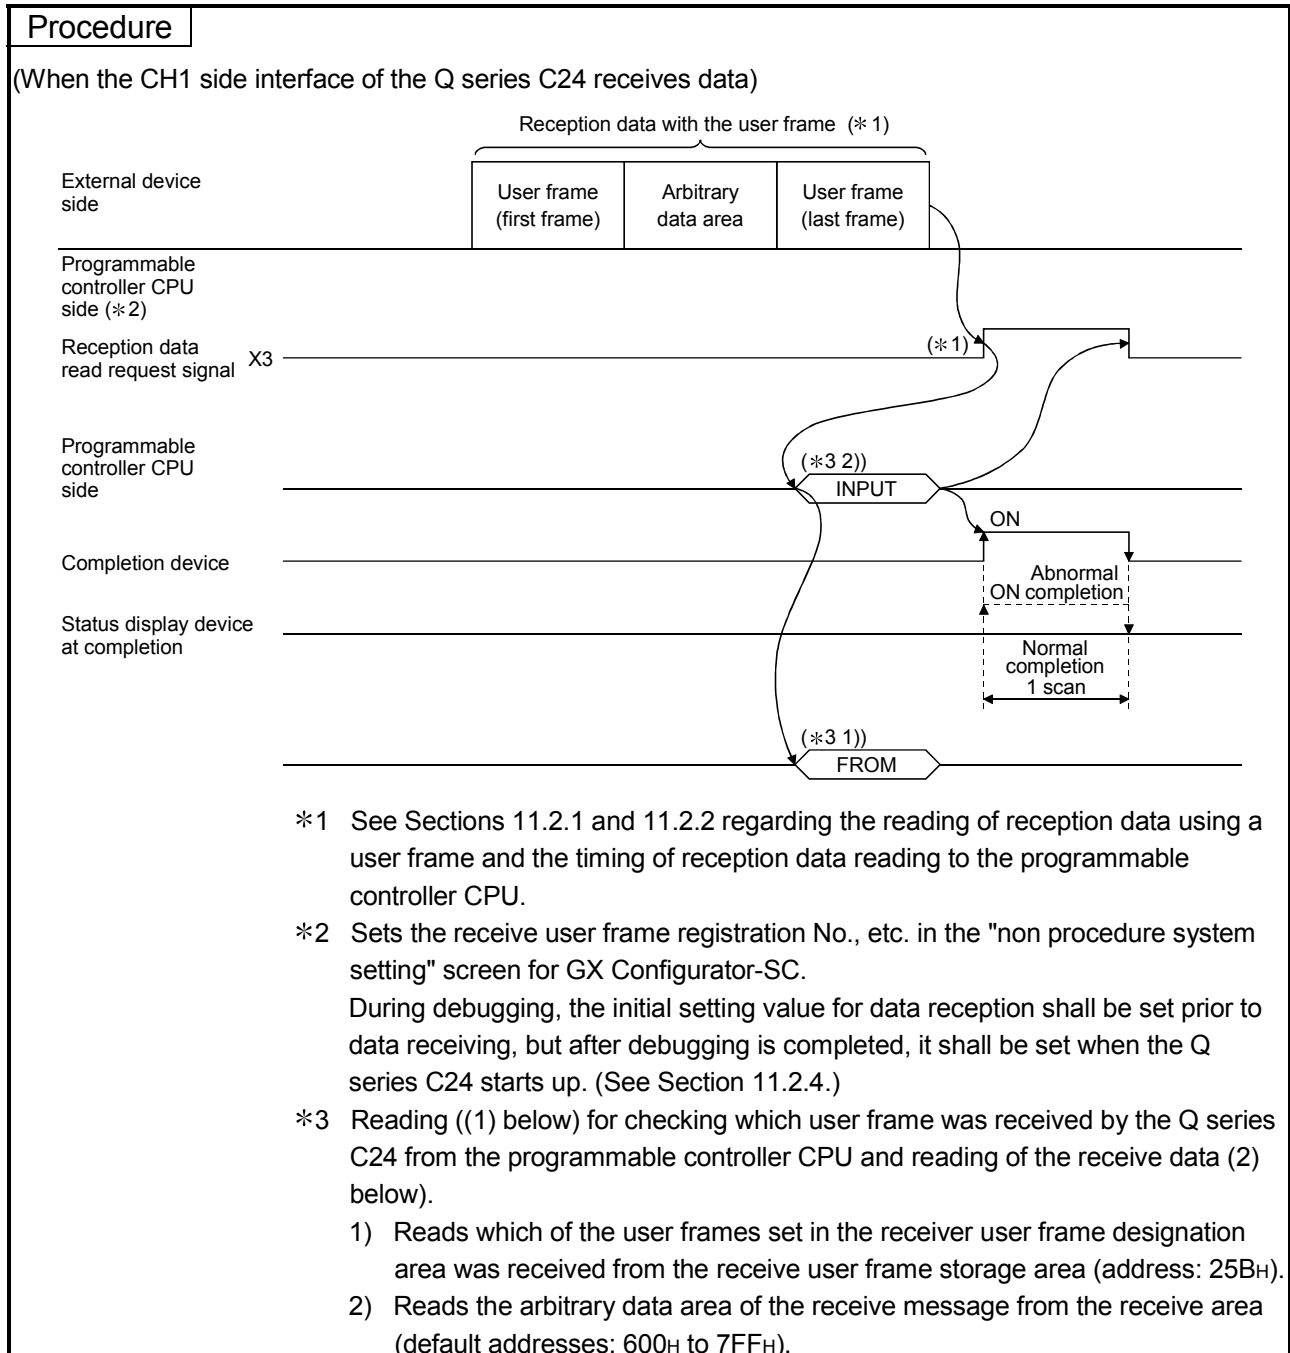 Procedure
(When the CH1 side interface of the Q series C24 receives data)
Reception data with the user frame (＊1)
External device
side
User frame
(first frame)
Arbitrary
data area
User frame
(last frame)
Programmable
controller CPU
side (＊2)
Reception data
read request signal
X3
(＊1)
Programmable
controller CPU
side
(＊3 2))
INPUT
ON
Completion device
Abnormal
ON completion
Status display device
at completion
Normal
completion
1 scan
(＊3 1))
FROM
＊1 See Sections 11.2.1 and 11.2.2 regarding the reading of reception data using a
user frame and the timing of reception data reading to the programmable
controller CPU.
＊2 Sets the receive user frame registration No., etc. in the "non procedure system
setting" screen for GX Configurator-SC.
During debugging, the initial setting value for data reception shall be set prior to
data receiving, but after debugging is completed, it shall be set when the Q
series C24 starts up. (See Section 11.2.4.)
＊3 Reading ((1) below) for checking which user frame was received by the Q series
C24 from the programmable controller CPU and reading of the receive data (2)
below).
1) Reads which of the user frames set in the receiver user frame designation
area was received from the receive user frame storage area (address: 25BH).
2) Reads the arbitrary data area of the receive message from the receive area
(default addresses: 600H to 7FFH).